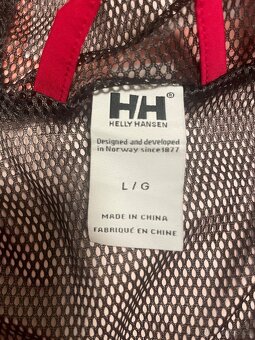 HH®
HELLY HANSEN
Designed and developed
in Norway since 1877
L / G
MADE IN CHINA
FABRIQUÉ EN CHINE